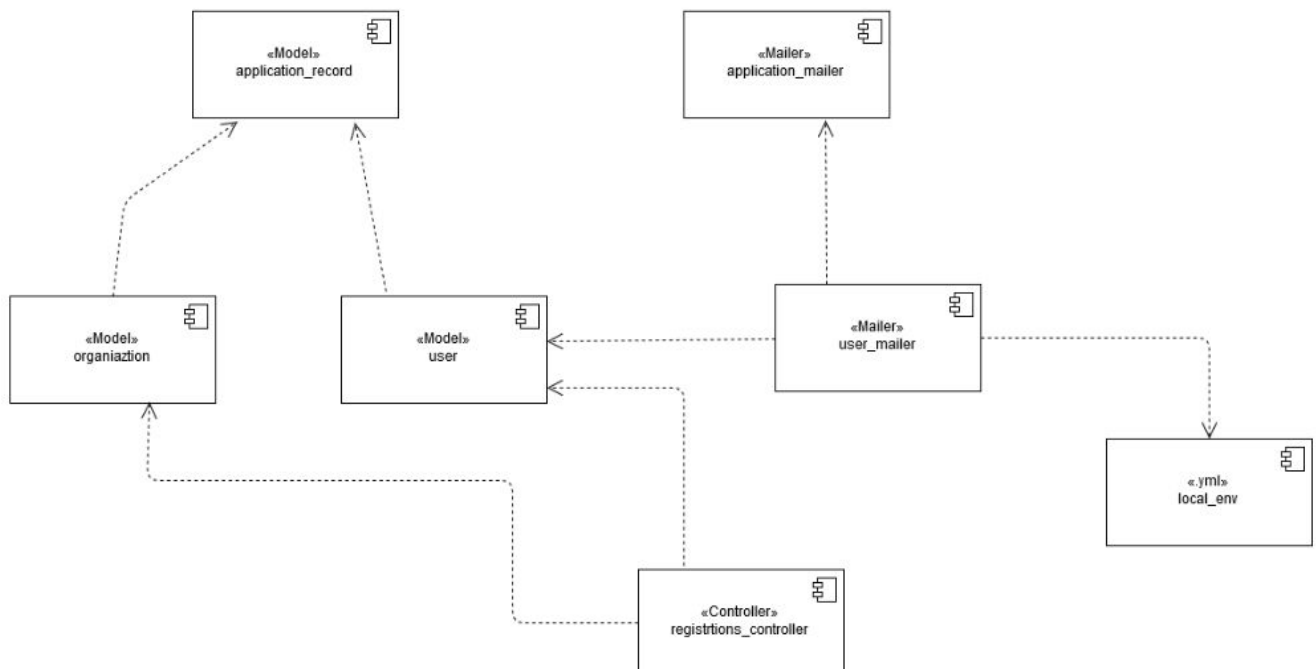 «Model»
application_record
«Mailer»
application_mailer
«Model»
organiaztion
«Model»
user
«Mailer»
user_mailer
«.yml»
local_env
«Controller»
registrtions_controller